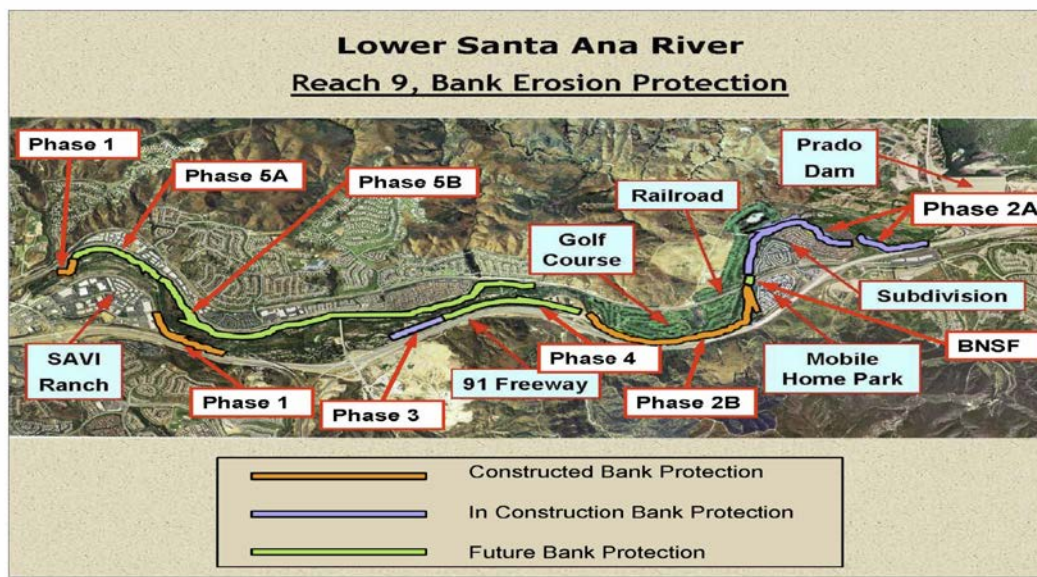 Lower Santa Ana River
Reach 9, Bank Erosion Protection
Phase 1
Phase 5A
Phase 5B
Railroad
Golf
Course
Prado
Dam
Phase 2A
Subdivision
BNSF
Mobile
Home Park
Phase 2B
Phase 4
91 Freeway
Phase 3
Phase 1
SAVI
Ranch
Constructed Bank Protection
In Construction Bank Protection
Future Bank Protection